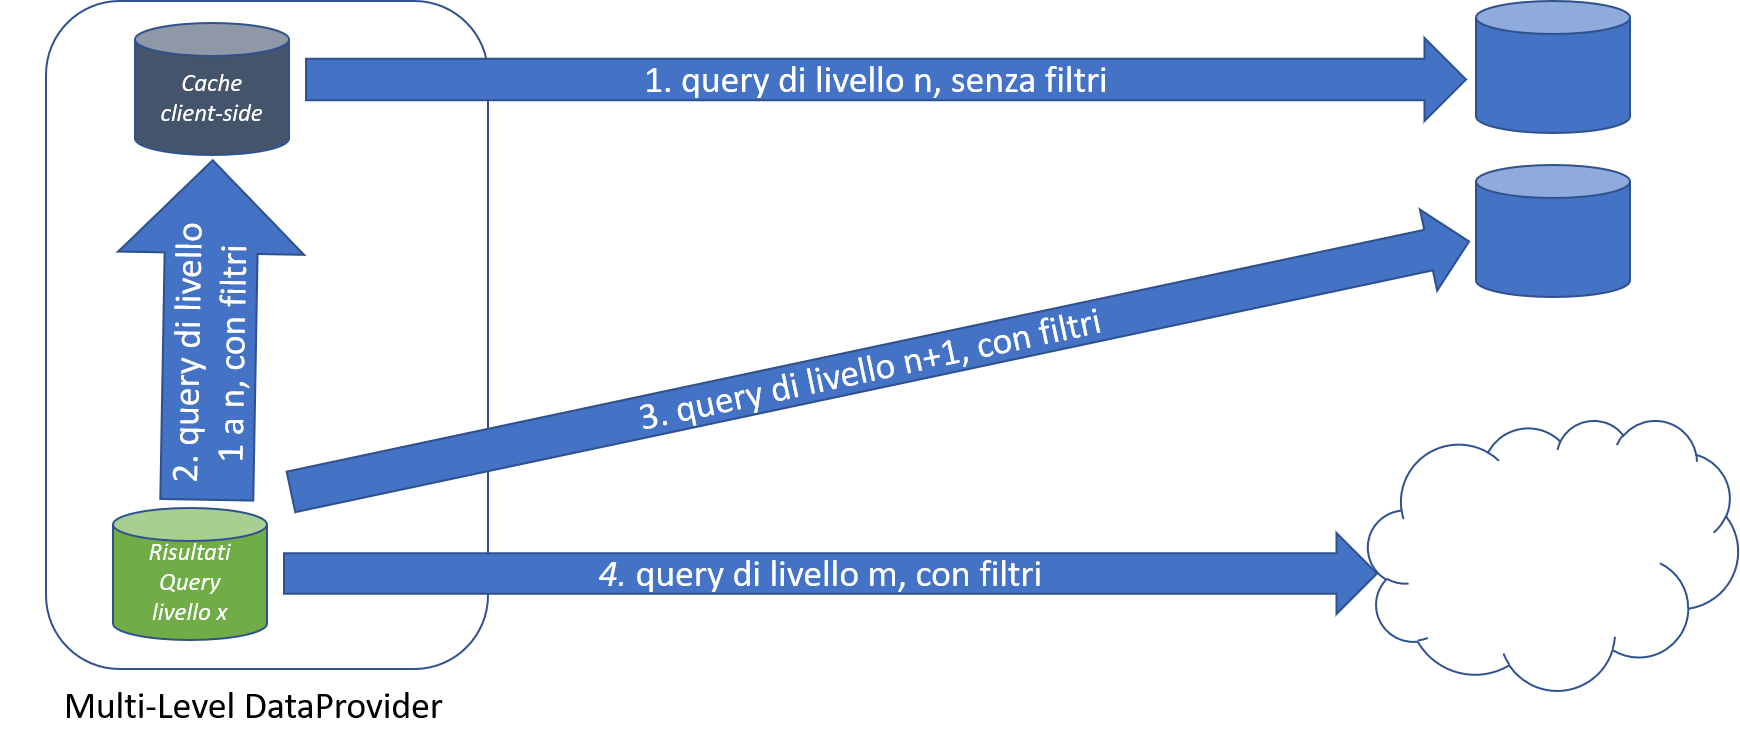 Cache
client-side
1. query di livello n, senza filtri
2. query di livello
1 a n, con filtri
3. query di livello n+1, con filtri
Risultati
Query
livello x
4. query di livello m, con filtri
Multi-Level DataProvider